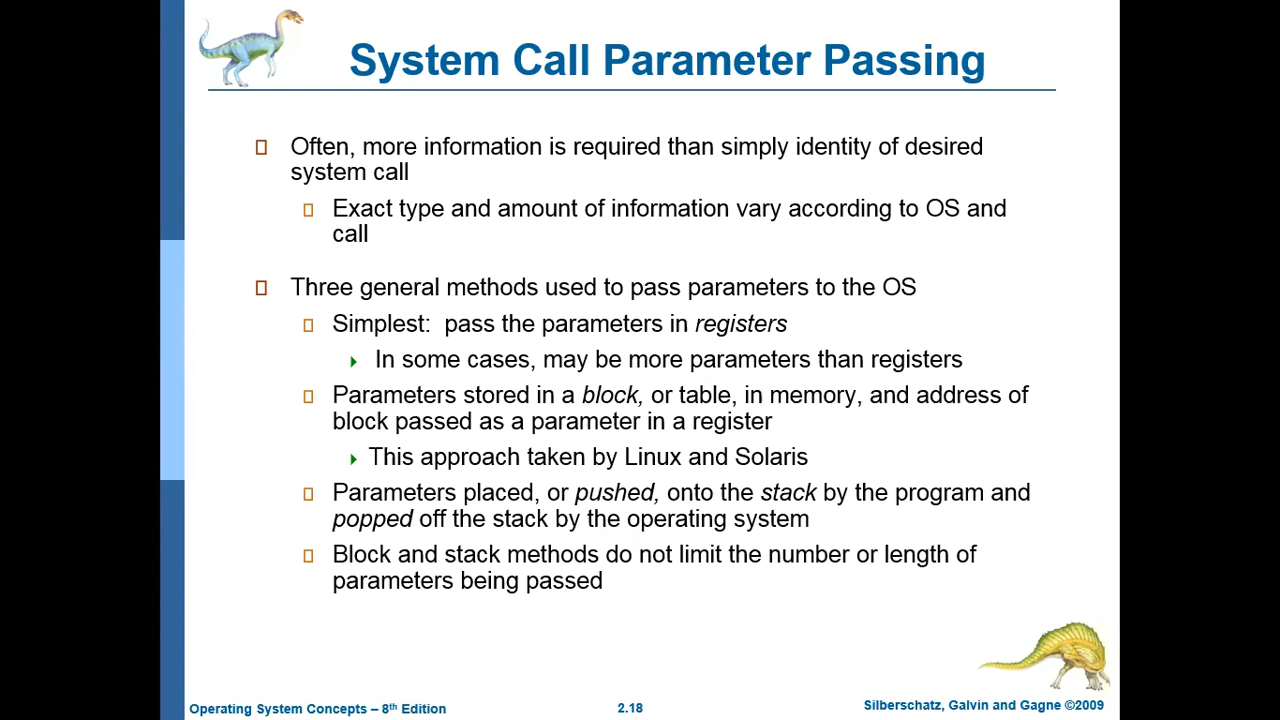 System Call Parameter Passing
Often, more information is required than simply identity of desired
system call
Exact type and amount of information vary according to OS and
call
Three general methods used to pass parameters to the OS
Simplest:  pass the parameters in registers
In some cases, may be more parameters than registers
Parameters stored in a block, or table, in memory, and address of
block passed as a parameter in a register
This approach taken by Linux and Solaris
Parameters placed, or pushed, onto the stack by the program and
popped off the stack by the operating system
Block and stack methods do not limit the number or length of
parameters being passed
Operating System Concepts – 8th Edition
2.18
Silberschatz, Galvin and Gagne ©2009